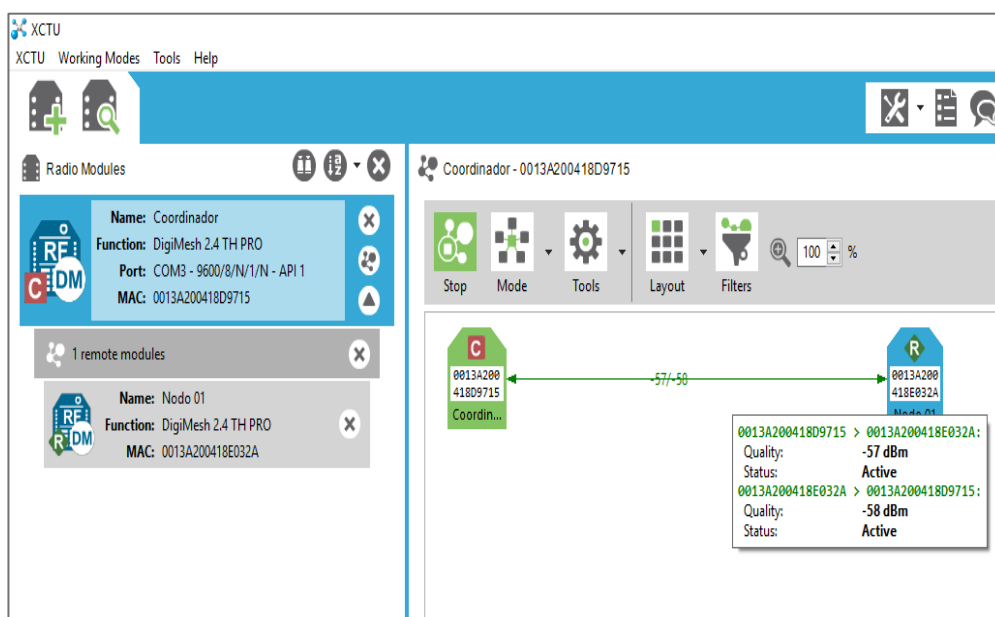 XCTU
XCTU Working Modes Tools Help
Radio Modules
Coordinador - 0013A200418D9715
Name: Coordinador
Function: DigiMesh 2.4 TH PRO
Port: COM3 - 9600/8/N/1/N - API 1
MAC: 0013A200418D9715
RF
DM
C
1 remote modules
Name: Nodo 01
Function: DigiMesh 2.4 TH PRO
MAC: 0013A200418E032A
RF
DM
R
100 %
Stop Mode Tools Layout Filters
C
0013A200
418D9715
Coordin...
-57/-58
R
0013A200
418E032A
Nodo 01
0013A200418D9715 > 0013A200418E032A:
Quality: -57 dBm
Status: Active
0013A200418E032A > 0013A200418D9715:
Quality: -58 dBm
Status: Active